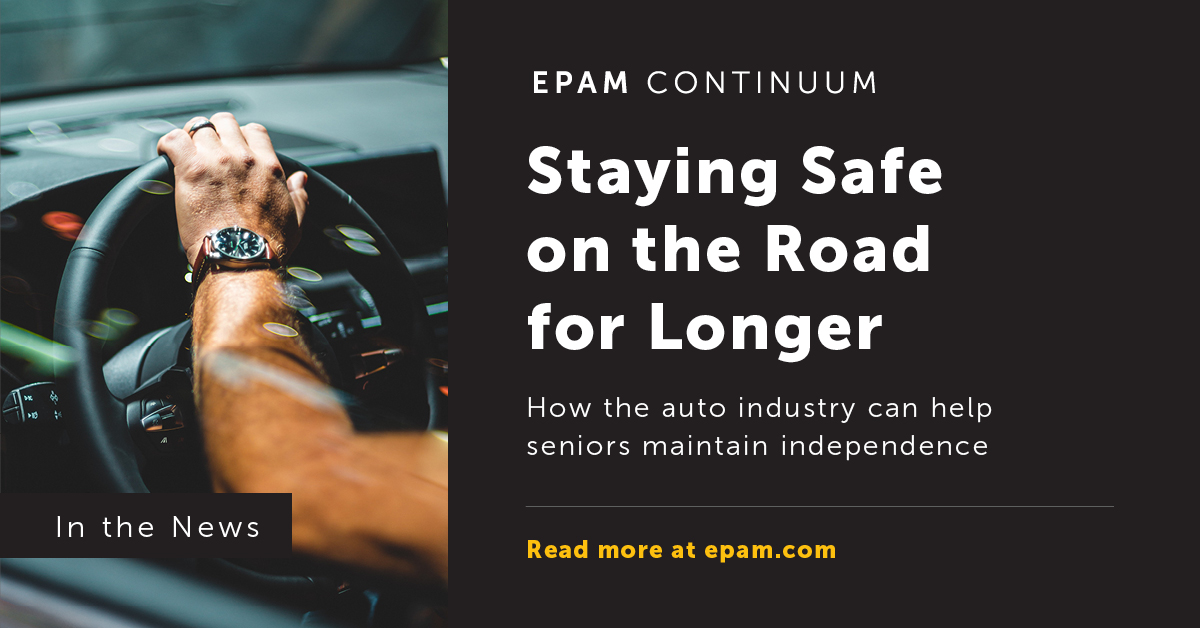 EPAM CONTINUUM
Staying Safe
on the Road
for Longer
How the auto industry can help
seniors maintain independence
Read more at epam.com
In the News